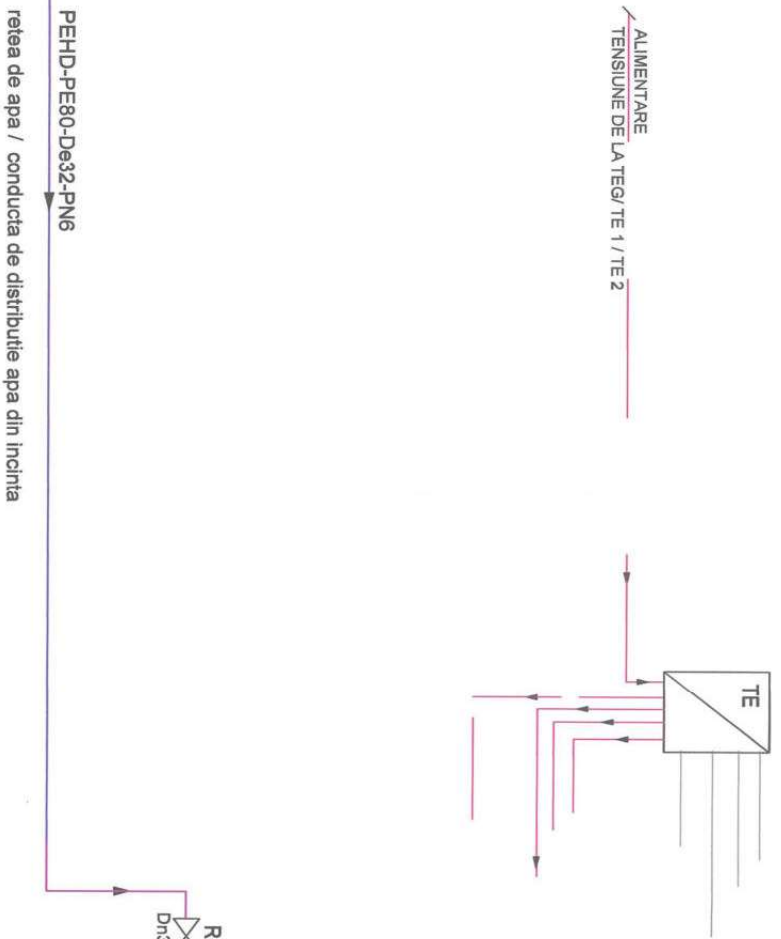 ALIMENTARE
TENSIUNE DE LA TEG/ TE 1 / TE 2
TE
PEHD-PE80-De32-PN6
retea de apa / conducta de distributie apa din incinta
R